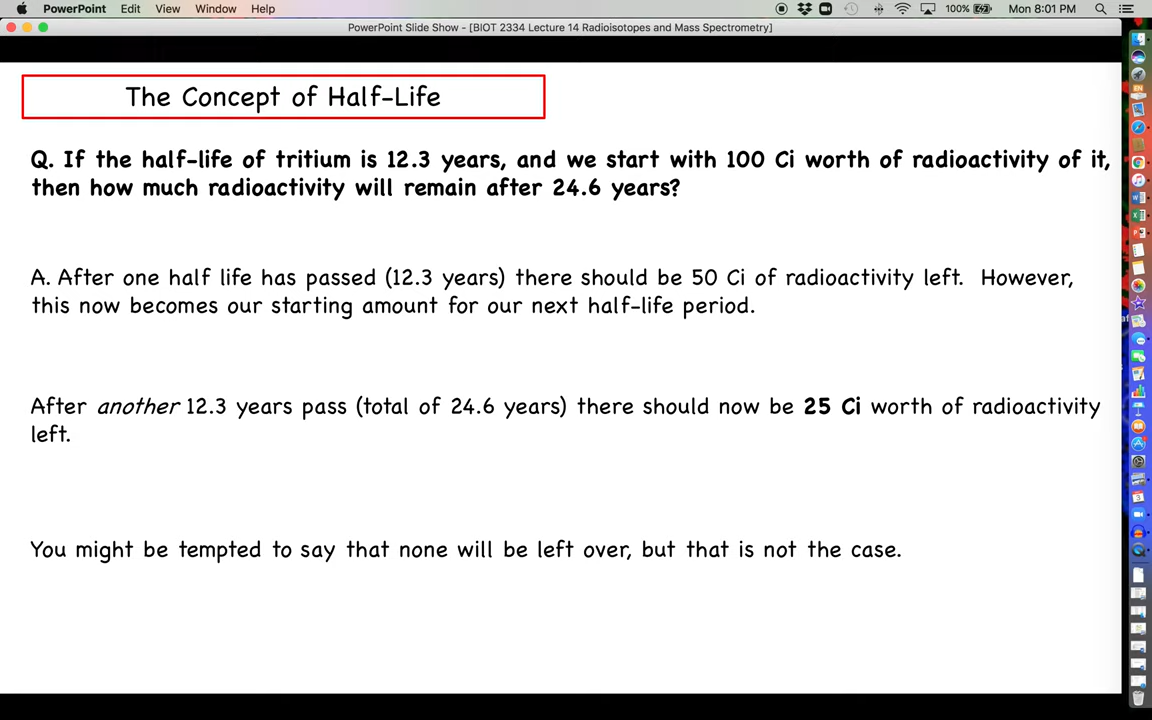 PowerPoint Edit View Window Help 100% Mon 8:01 PM
PowerPoint Slide Show - [BIOT 2334 Lecture 14 Radioisotopes and Mass Spectrometry]
The Concept of Half-Life
Q. If the half-life of tritium is 12.3 years, and we start with 100 Ci worth of radioactivity of it,
then how much radioactivity will remain after 24.6 years?
A. After one half life has passed (12.3 years) there should be 50 Ci of radioactivity left. However,
this now becomes our starting amount for our next half-life period.
After another 12.3 years pass (total of 24.6 years) there should now be 25 Ci worth of radioactivity
left.
You might be tempted to say that none will be left over, but that is not the case.